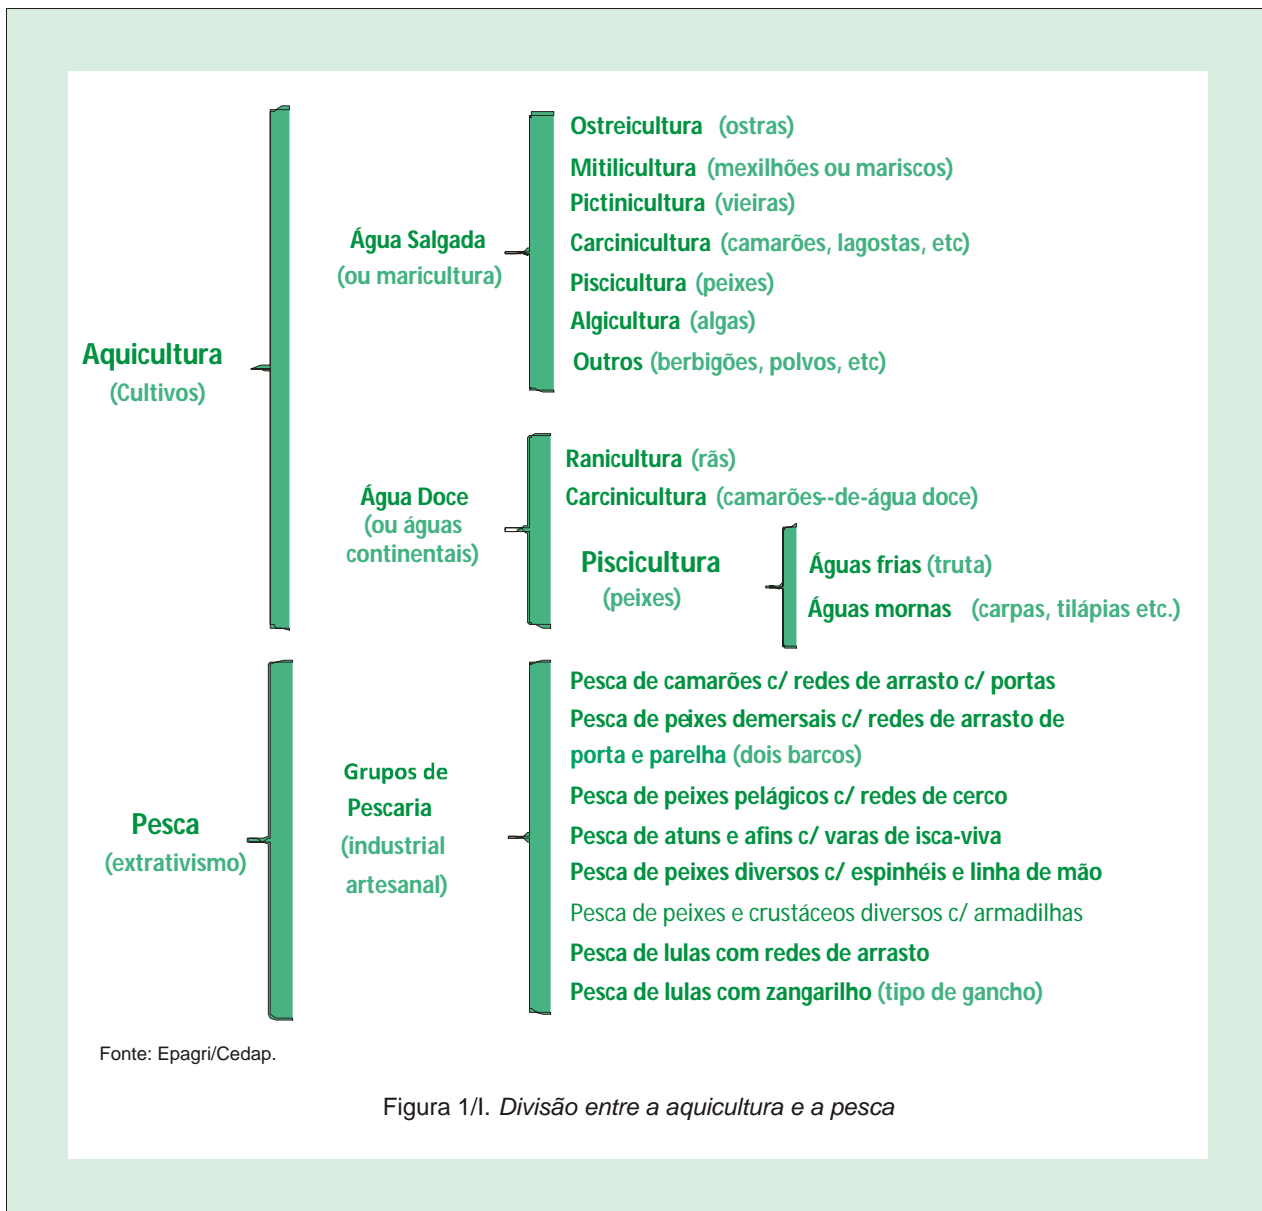 Aquicultura
(Cultivos)
Água Salgada
(ou maricultura)
Ostreicultura (ostras)
Mitilicultura (mexilhões ou mariscos)
Pictinicultura (vieiras)
Carcinicultura (camarões, lagostas, etc)
Piscicultura (peixes)
Algicultura (algas)
Outros (berbigões, polvos, etc)
Água Doce
(ou águas
continentais)
Ranicultura (rãs)
Carcinicultura (camarões--de-água doce)
Piscicultura
(peixes)
Águas frias (truta)
Águas mornas (carpas, tilápias etc.)
Pesca
(extrativismo)
Grupos de
Pescaria
(industrial
artesanal)
Pesca de camarões c/ redes de arrasto c/ portas
Pesca de peixes demersais c/ redes de arrasto de
porta e parelha (dois barcos)
Pesca de peixes pelágicos c/ redes de cerco
Pesca de atuns e afins c/ varas de isca-viva
Pesca de peixes diversos c/ espinhéis e linha de mão
Pesca de peixes e crustáceos diversos c/ armadilhas
Pesca de lulas com redes de arrasto
Pesca de lulas com zangarilho (tipo de gancho)
Fonte: Epagri/Cedap.
Figura 1/I. Divisão entre a aquicultura e a pesca